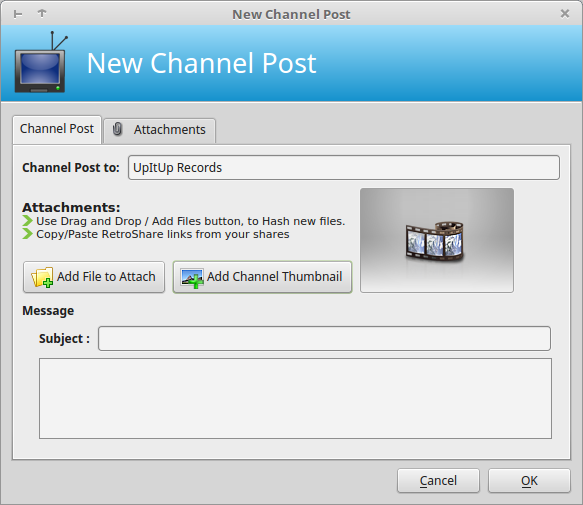 New Channel Post
New Channel Post
Channel Post
Attachments
Channel Post to: UpItUp Records
Attachments:
Use Drag and Drop / Add Files button, to Hash new files.
Copy/Paste RetroShare links from your shares
Add File to Attach
Add Channel Thumbnail
Message
Subject :
Cancel
OK